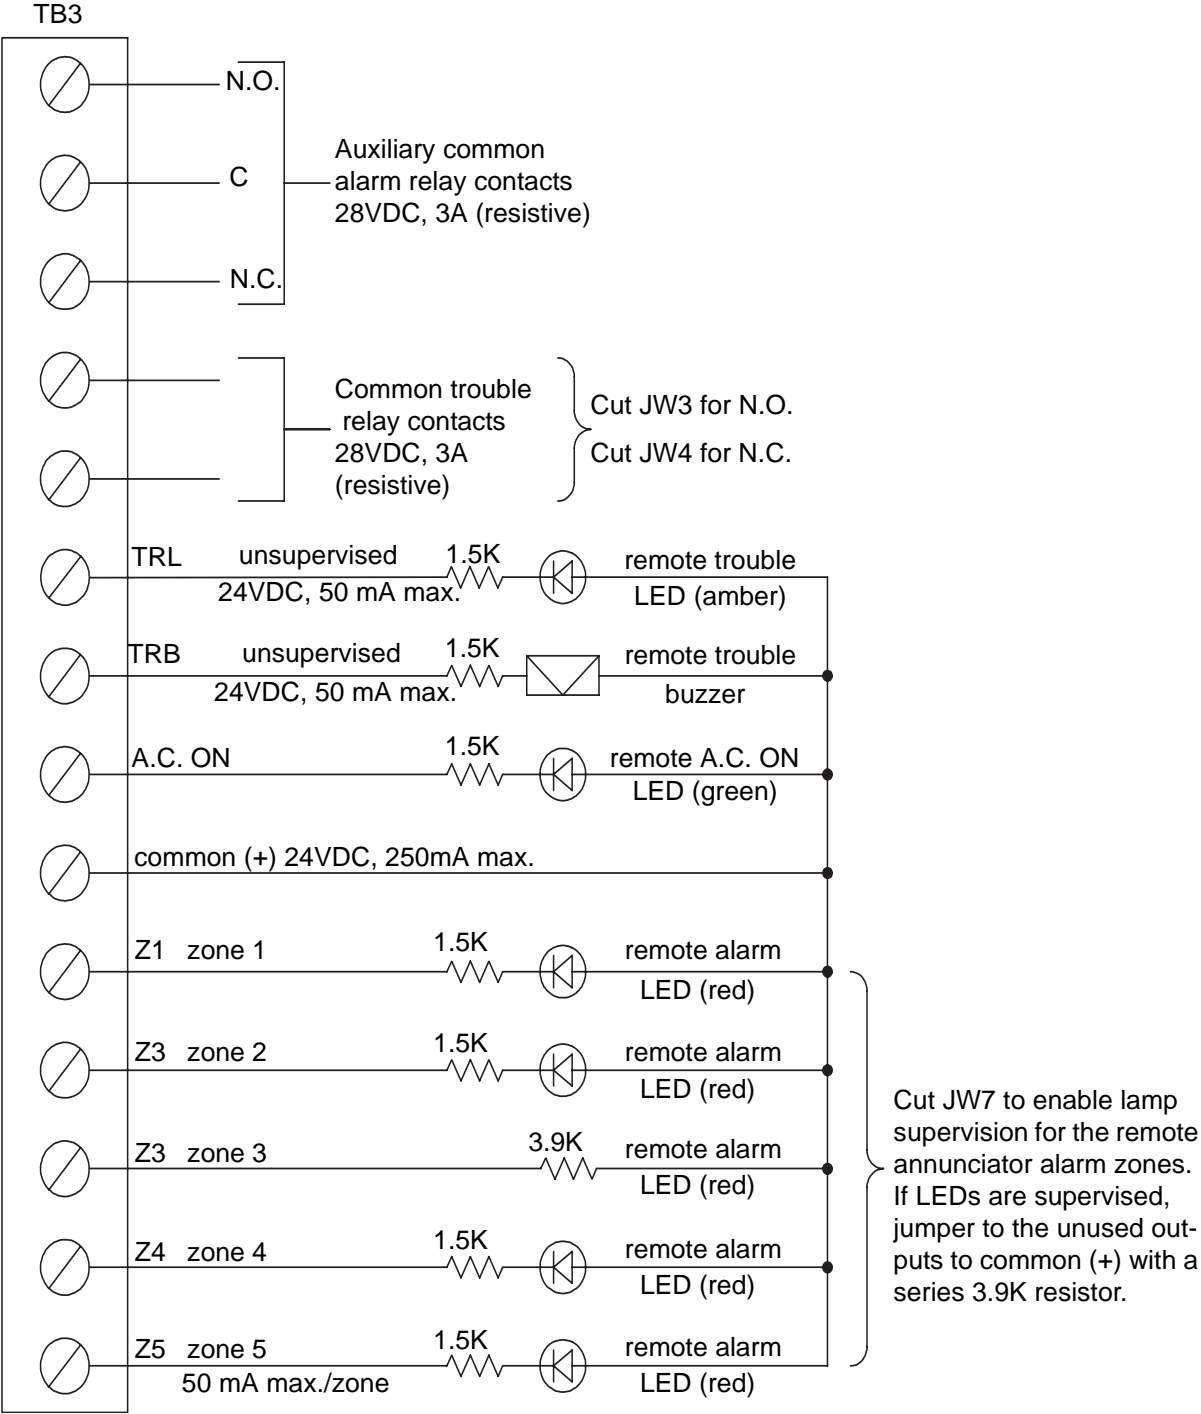 TB3
N.O.
C
N.C.
Auxiliary common
alarm relay contacts
28VDC, 3A (resistive)
Common trouble
relay contacts
28VDC, 3A
(resistive)
Cut JW3 for N.O.
Cut JW4 for N.C.
TRL unsupervised 1.5K remote trouble
24VDC, 50 mA max. LED (amber)
TRB unsupervised 1.5K remote trouble
24VDC, 50 mA max. buzzer
A.C. ON 1.5K remote A.C. ON
LED (green)
common (+) 24VDC, 250mA max.
Z1 zone 1 1.5K remote alarm
LED (red)
Z3 zone 2 1.5K remote alarm
LED (red)
Z3 zone 3 3.9K remote alarm
LED (red)
Z4 zone 4 1.5K remote alarm
LED (red)
Z5 zone 5 1.5K remote alarm
50 mA max./zone LED (red)
Cut JW7 to enable lamp
supervision for the remote
annunciator alarm zones.
If LEDs are supervised,
jumper to the unused out-
puts to common (+) with a
series 3.9K resistor.